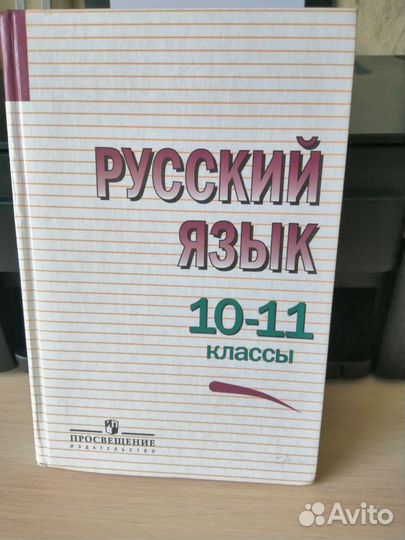 РУССКИЙ
ЯЗЫК
10-11
классы
ПРОСВЕЩЕНИЕ
ИЗДАТЕЛЬСТВО
Avito